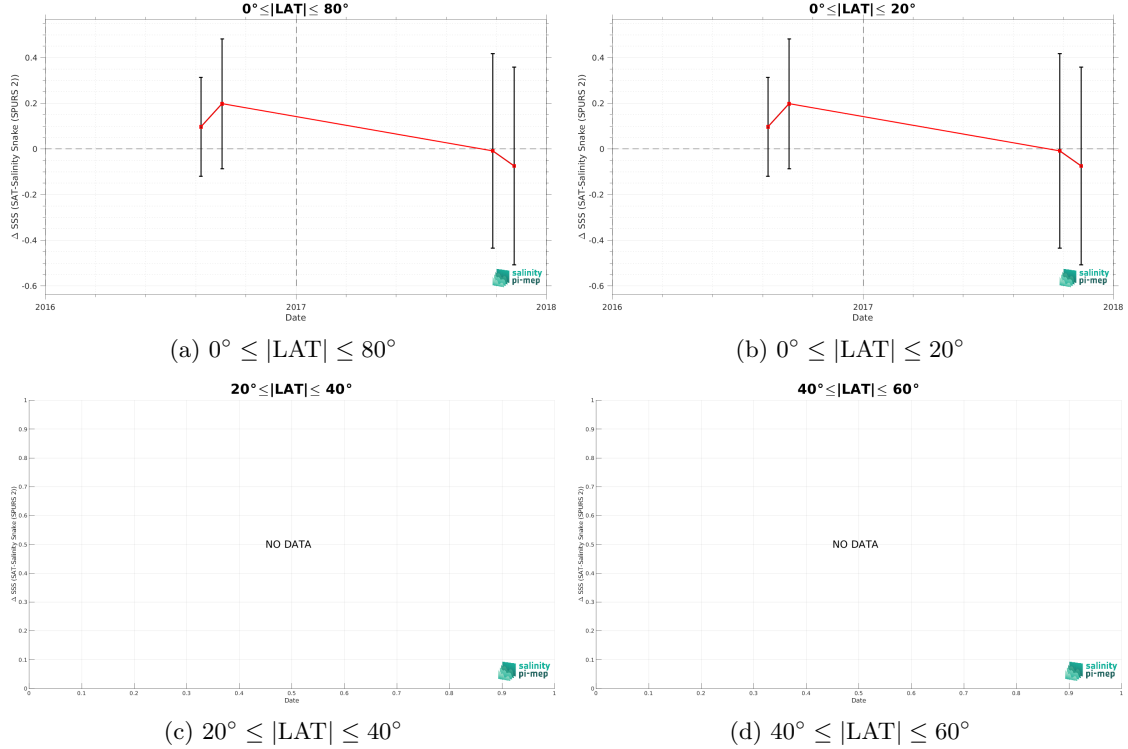 0°≤|LAT|≤ 80°
Δ SSS (SAT-Salinity Snake (SPURS 2))
0.4
0.2
0
-0.2
-0.4
-0.6
2016
2017
2018
Date
salinity
pi-mep
(a) 0° ≤ |LAT| ≤ 80°
0°≤|LAT|≤ 20°
Δ SSS (SAT-Salinity Snake (SPURS 2))
0.4
0.2
0
-0.2
-0.4
-0.6
2016
2017
2018
Date
salinity
pi-mep
(b) 0° ≤ |LAT| ≤ 20°
20°≤|LAT|≤ 40°
Δ SSS (SAT-Salinity Snake (SPURS 2))
1
0.9
0.8
0.7
0.6
0.5
0.4
0.3
0.2
0.1
0
NO DATA
0 0.1 0.2 0.3 0.4 0.5 0.6 0.7 0.8 0.9 1
Date
salinity
pi-mep
(c) 20° ≤ |LAT| ≤ 40°
40°≤|LAT|≤ 60°
Δ SSS (SAT-Salinity Snake (SPURS 2))
1
0.9
0.8
0.7
0.6
0.5
0.4
0.3
0.2
0.1
0
NO DATA
0 0.1 0.2 0.3 0.4 0.5 0.6 0.7 0.8 0.9 1
Date
salinity
pi-mep
(d) 40° ≤ |LAT| ≤ 60°